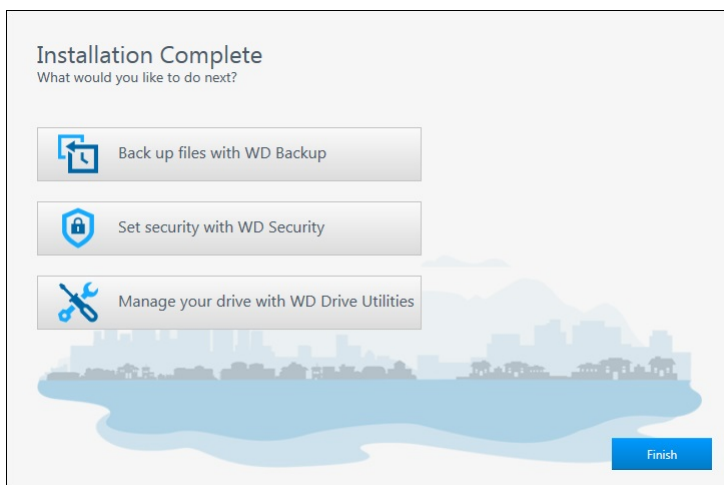 Installation Complete
What would you like to do next?
Back up files with WD Backup
Set security with WD Security
Manage your drive with WD Drive Utilities
Finish